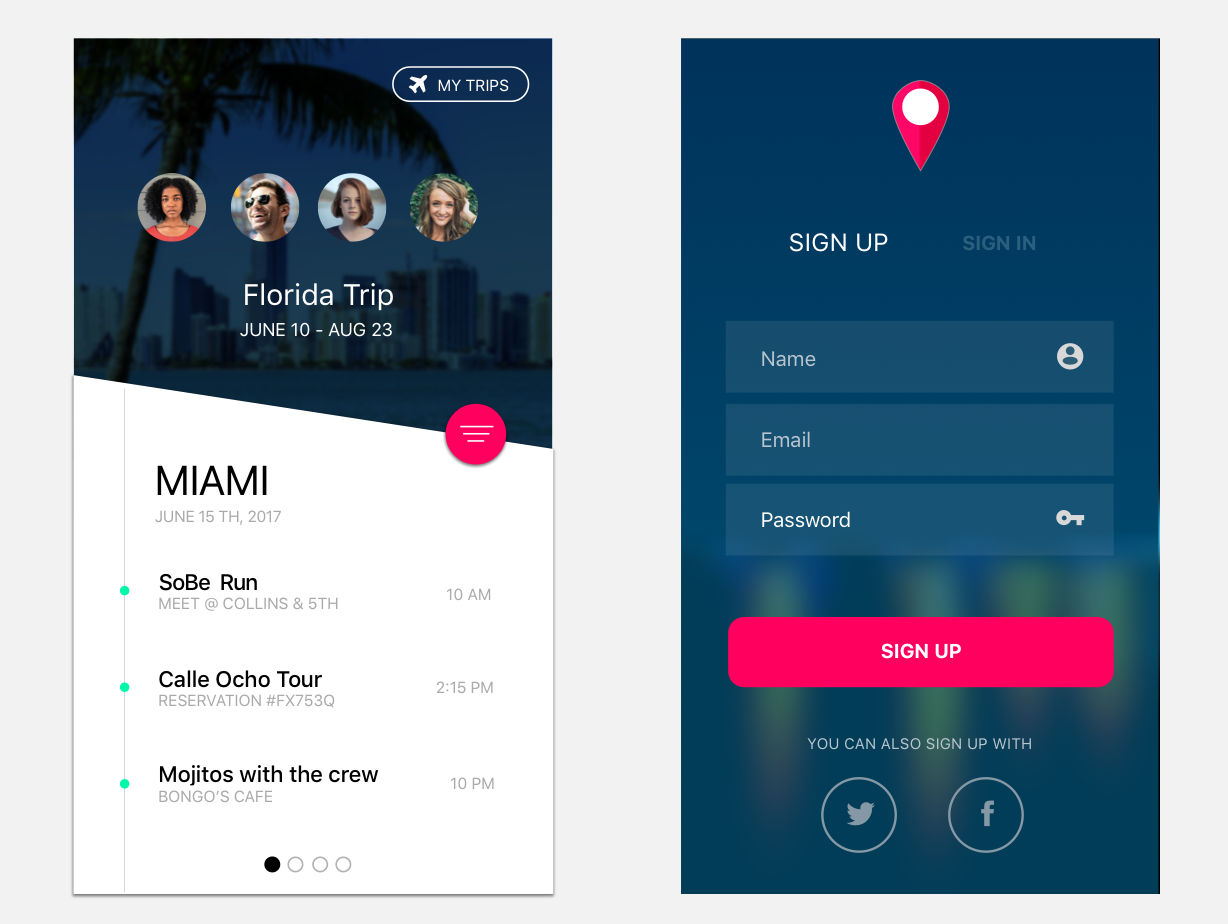 MY TRIPS
Florida Trip
JUNE 10 - AUG 23
MIAMI
JUNE 15 TH, 2017
SoBe Run
MEET @ COLLINS & 5TH
10 AM
Calle Ocho Tour
RESERVATION #FX753Q
2:15 PM
Mojitos with the crew
BONGO’S CAFE
10 PM
SIGN UP
SIGN IN
Name
Email
Password
SIGN UP
YOU CAN ALSO SIGN UP WITH